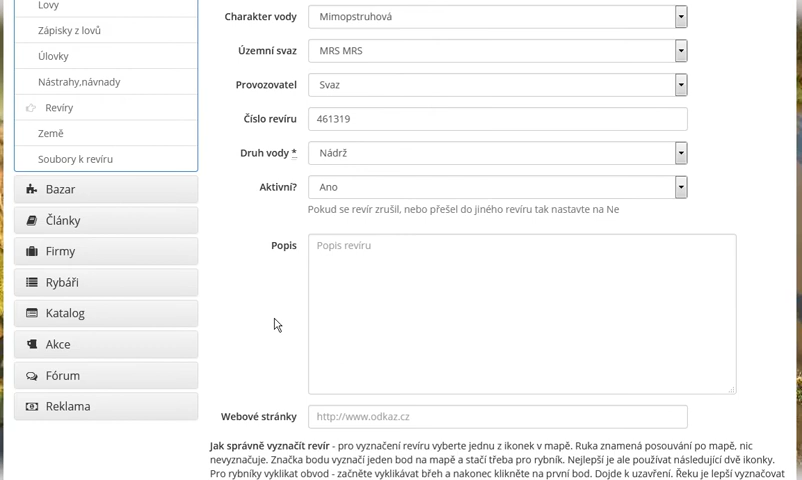 Lovy
Zápisky z lovů
Úlovky
Nástrahy,návnady
Revíry
Země
Soubory k revíru
Bazar
Články
Firmy
Rybáři
Katalog
Akce
Fórum
Reklama
Charakter vody Mimopstruhová
Územní svaz MRS MRS
Provozovatel Svaz
Číslo revíru 461319
Druh vody * Nádrž
Aktivní? Ano
Pokud se revír zrušil, nebo přešel do jiného revíru tak nastavte na Ne
Popis Popis revíru
Webové stránky http://www.odkaz.cz
Jak správně vyznačit revír - pro vyznačení revíru vyberte jednu z ikonek v mapě. Ruka znamená posouvání po mapě, nic
nevyznačuje. Značka bodu vyznačí jeden bod na mapě a stačí třeba pro rybník. Nejlepší je ale používat následující dvě ikonky.
Pro rybníky vyklikat obvod - začněte vyklikávat břeh a nakonec klikněte na první bod. Dojde k uzavření. Řeku je lepší vyznačovat